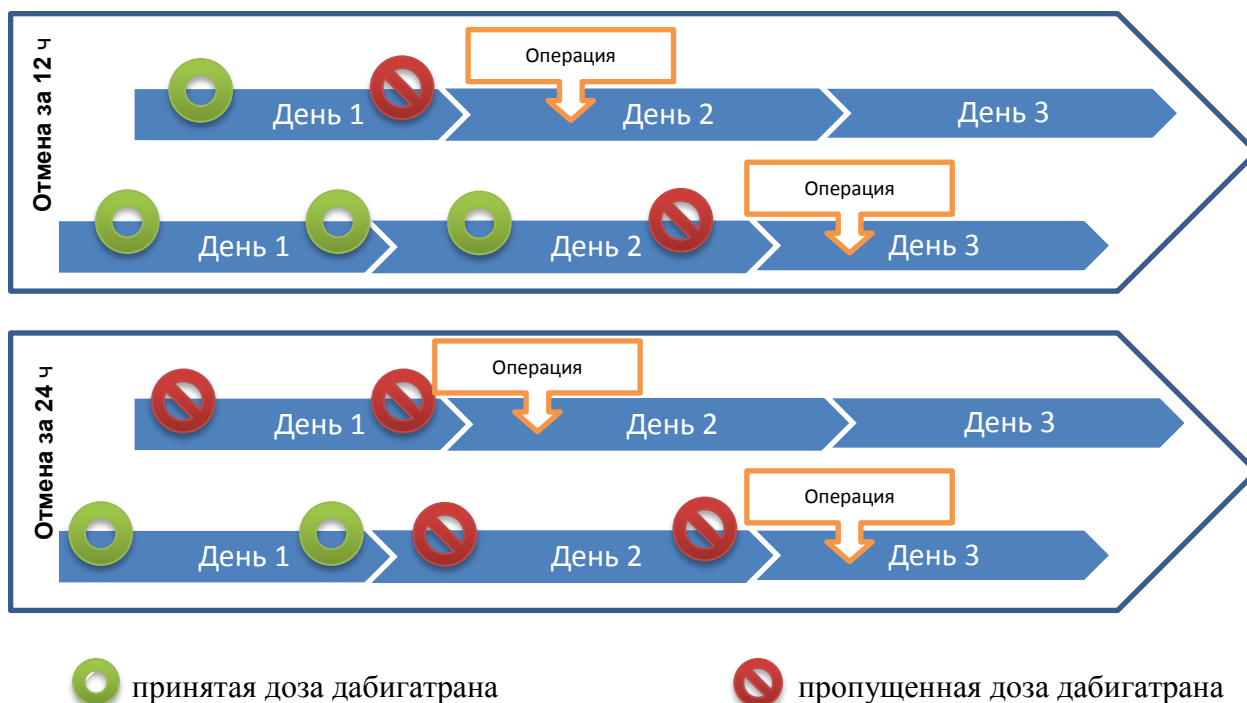 Отмена за 12 ч
Операция
День 1
День 2
День 3
Операция
День 1
День 2
День 3
Отмена за 24 ч
Операция
День 1
День 2
День 3
Операция
День 1
День 2
День 3
принятая доза дабигатрана
пропущенная доза дабигатрана